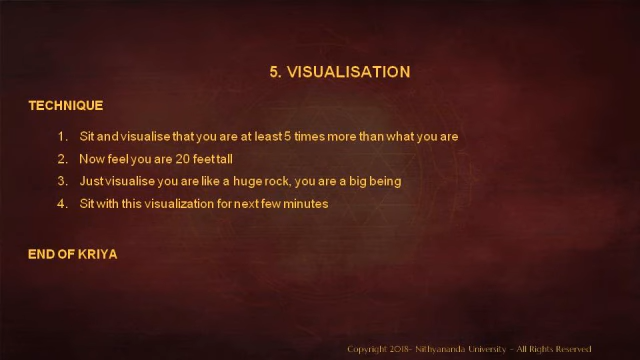 5. VISUALISATION
TECHNIQUE
1. Sit and visualise that you are at least 5 times more than what you are
2. Now feel you are 20 feet tall
3. Just visualise you are like a huge rock, you are a big being
4. Sit with this visualization for next few minutes
END OF KRIYA
Copyright 2018- Nithyananda University – All Rights Reserved